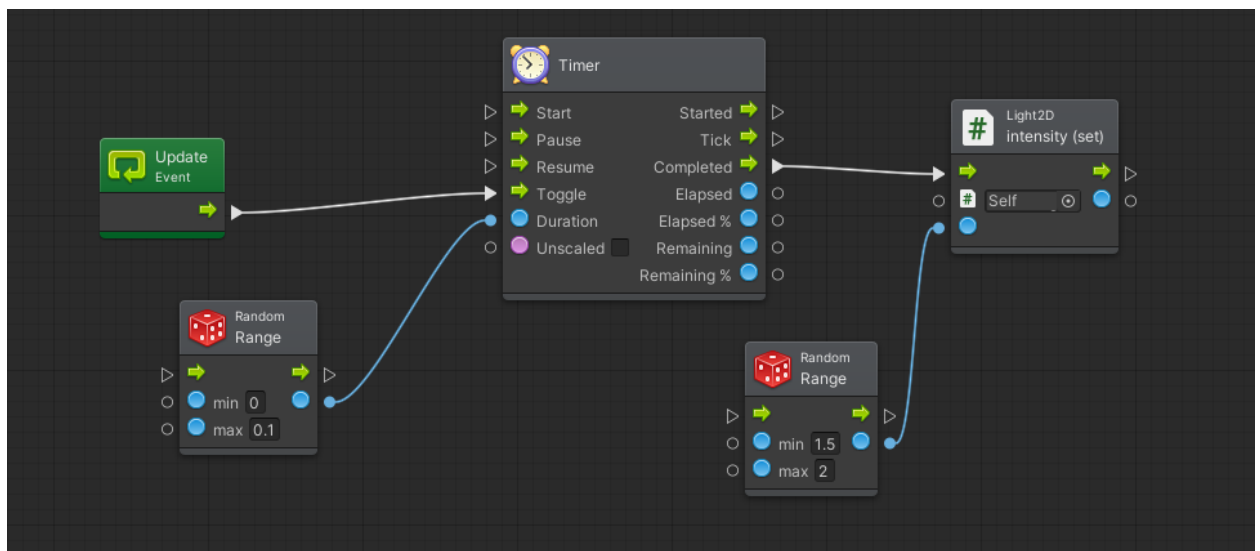 Update
Event
Timer
Start
Started
Pause
Tick
Resume
Completed
Toggle
Elapsed
Duration
Elapsed %
Unscaled
Remaining
Remaining %
Light2D
intensity (set)
#
# Self
Random
Range
min 0
max 0.1
Random
Range
min 1.5
max 2